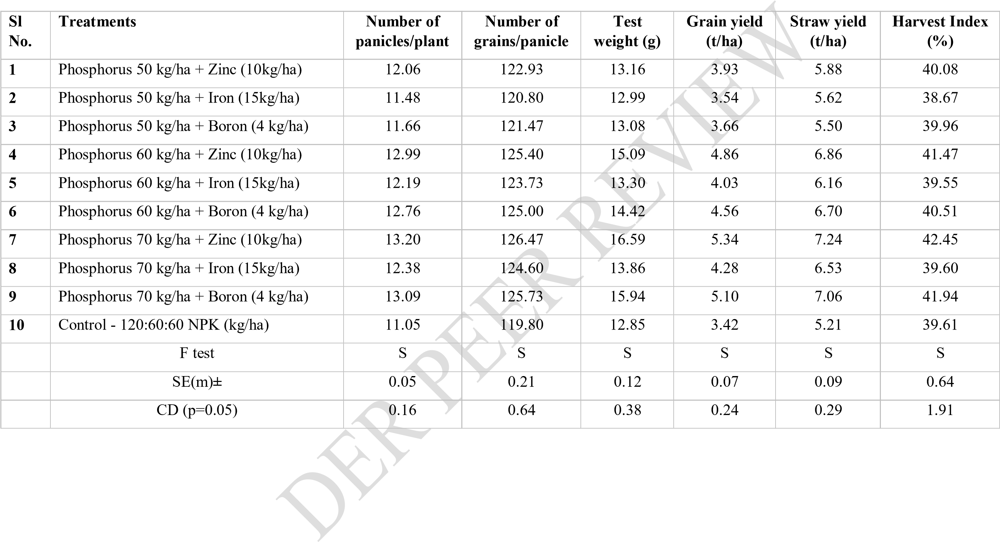 Sl No. Treatments Number of panicles/plant Number of grains/panicle Test weight (g) Grain yield (t/ha) Straw yield (t/ha) Harvest Index (%)
1 Phosphorus 50 kg/ha + Zinc (10kg/ha) 12.06 122.93 13.16 3.93 5.88 40.08
2 Phosphorus 50 kg/ha + Iron (15kg/ha) 11.48 120.80 12.99 3.54 5.62 38.67
3 Phosphorus 50 kg/ha + Boron (4 kg/ha) 11.66 121.47 13.08 3.66 5.50 39.96
4 Phosphorus 60 kg/ha + Zinc (10kg/ha) 12.99 125.40 15.09 4.86 6.86 41.47
5 Phosphorus 60 kg/ha + Iron (15kg/ha) 12.19 123.73 13.30 4.03 6.16 39.55
6 Phosphorus 60 kg/ha + Boron (4 kg/ha) 12.76 125.00 14.42 4.56 6.70 40.51
7 Phosphorus 70 kg/ha + Zinc (10kg/ha) 13.20 126.47 16.59 5.34 7.24 42.45
8 Phosphorus 70 kg/ha + Iron (15kg/ha) 12.38 124.60 13.86 4.28 6.53 39.60
9 Phosphorus 70 kg/ha + Boron (4 kg/ha) 13.09 125.73 15.94 5.10 7.06 41.94
10 Control - 120:60:60 NPK (kg/ha) 11.05 119.80 12.85 3.42 5.21 39.61
F test S S S S S S
SE(m)± 0.05 0.21 0.12 0.07 0.09 0.64
CD (p=0.05) 0.16 0.64 0.38 0.24 0.29 1.91
DER PEER REVIEW